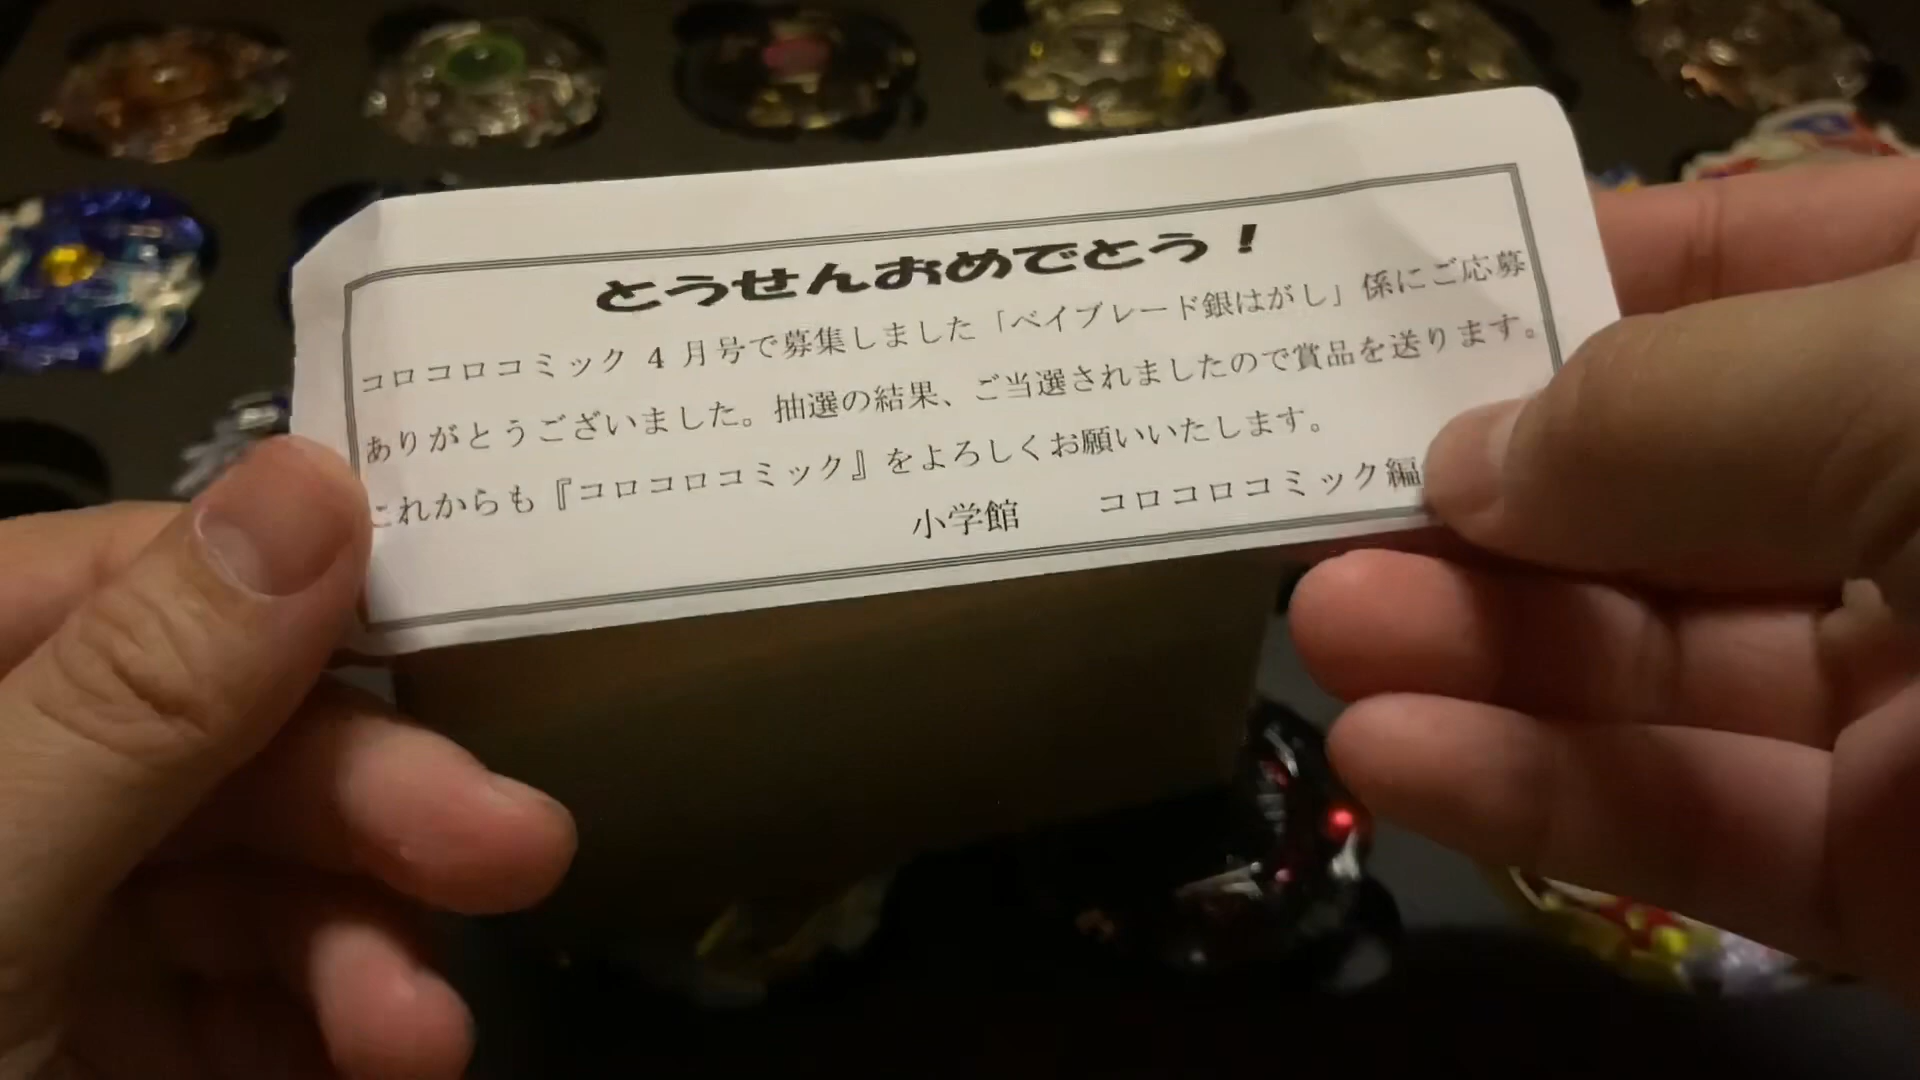 とうせんおめでとう！
コロコロコミック４月号で募集しました「ベイブレード銀はがし」係にご応募
ありがとうございました。抽選の結果、ご当選されましたので賞品を送ります。
これからも『コロコロコミック』をよろしくお願いいたします。
小学館　　コロコロコミック編